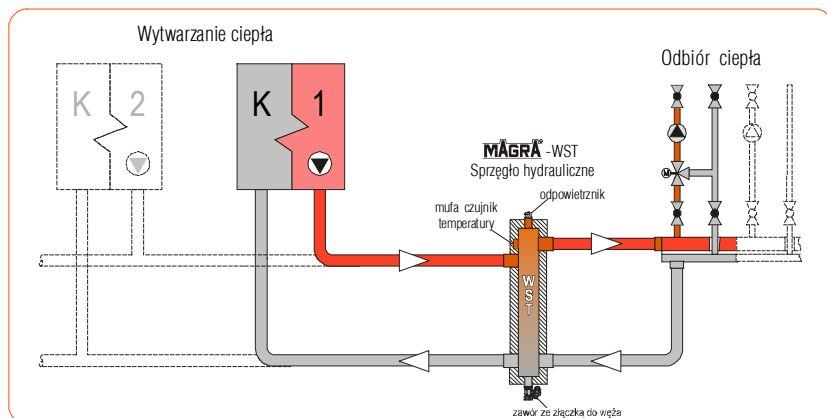 Wytwarzanie ciepła
Odbiór ciepła
K 2
K 1
MAGRA® -WST
Sprzęgło hydrauliczne
odpowietrznik
mufa czujnik
temperatury
M
WST
zawór ze złączką do węża